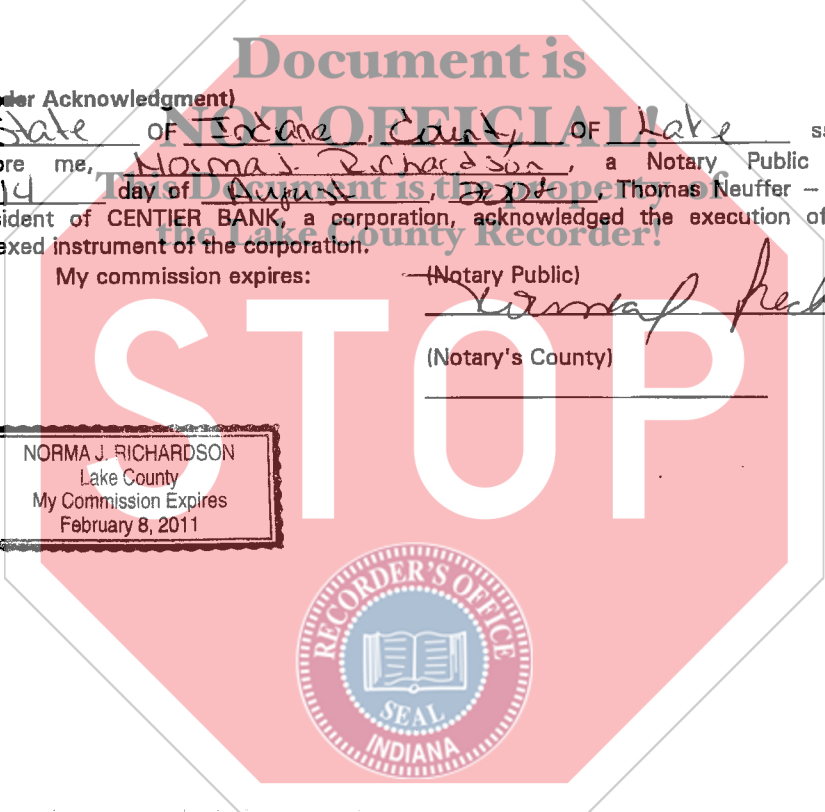 Document is
der Acknowledgment)
NOT OFFICIAL!
State OF Indiana, County OF Lake ss
ore me, Norma J. Richardson, a Notary Public
14 day of August, , Thomas Neuffer –
This Document is the property of
sident of CENTIER BANK, a corporation, acknowledged the execution of
the Lake County Recorder!
exed instrument of the corporation.
My commission expires: (Notary Public)
(Notary's County)
STOP
NORMA J. RICHARDSON
Lake County
My Commission Expires
February 8, 2011
RECORDER'S OFFICE
SEAL
INDIANA